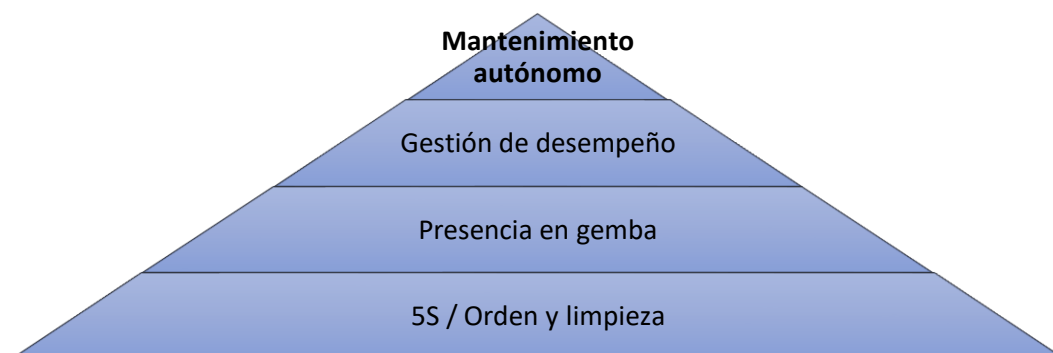 Mantenimiento
autónomo
Gestión de desempeño
Presencia en gemba
5S / Orden y limpieza